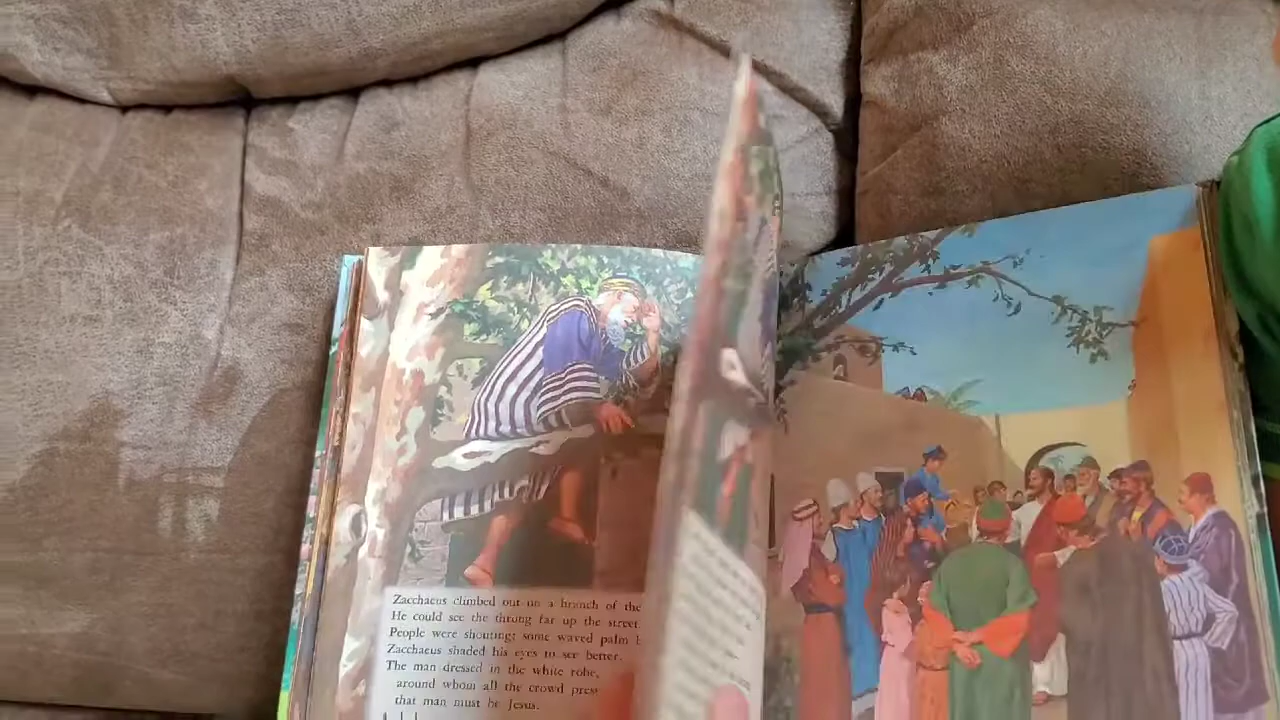 Zacchaeus climbed out on a branch of the
He could see the throng far up the street.
People were shouting; some waved palm
Zacchaeus shaded his eyes to see better.
The man dressed in the white robe,
around whom all the crowd
that man must be Jesus.